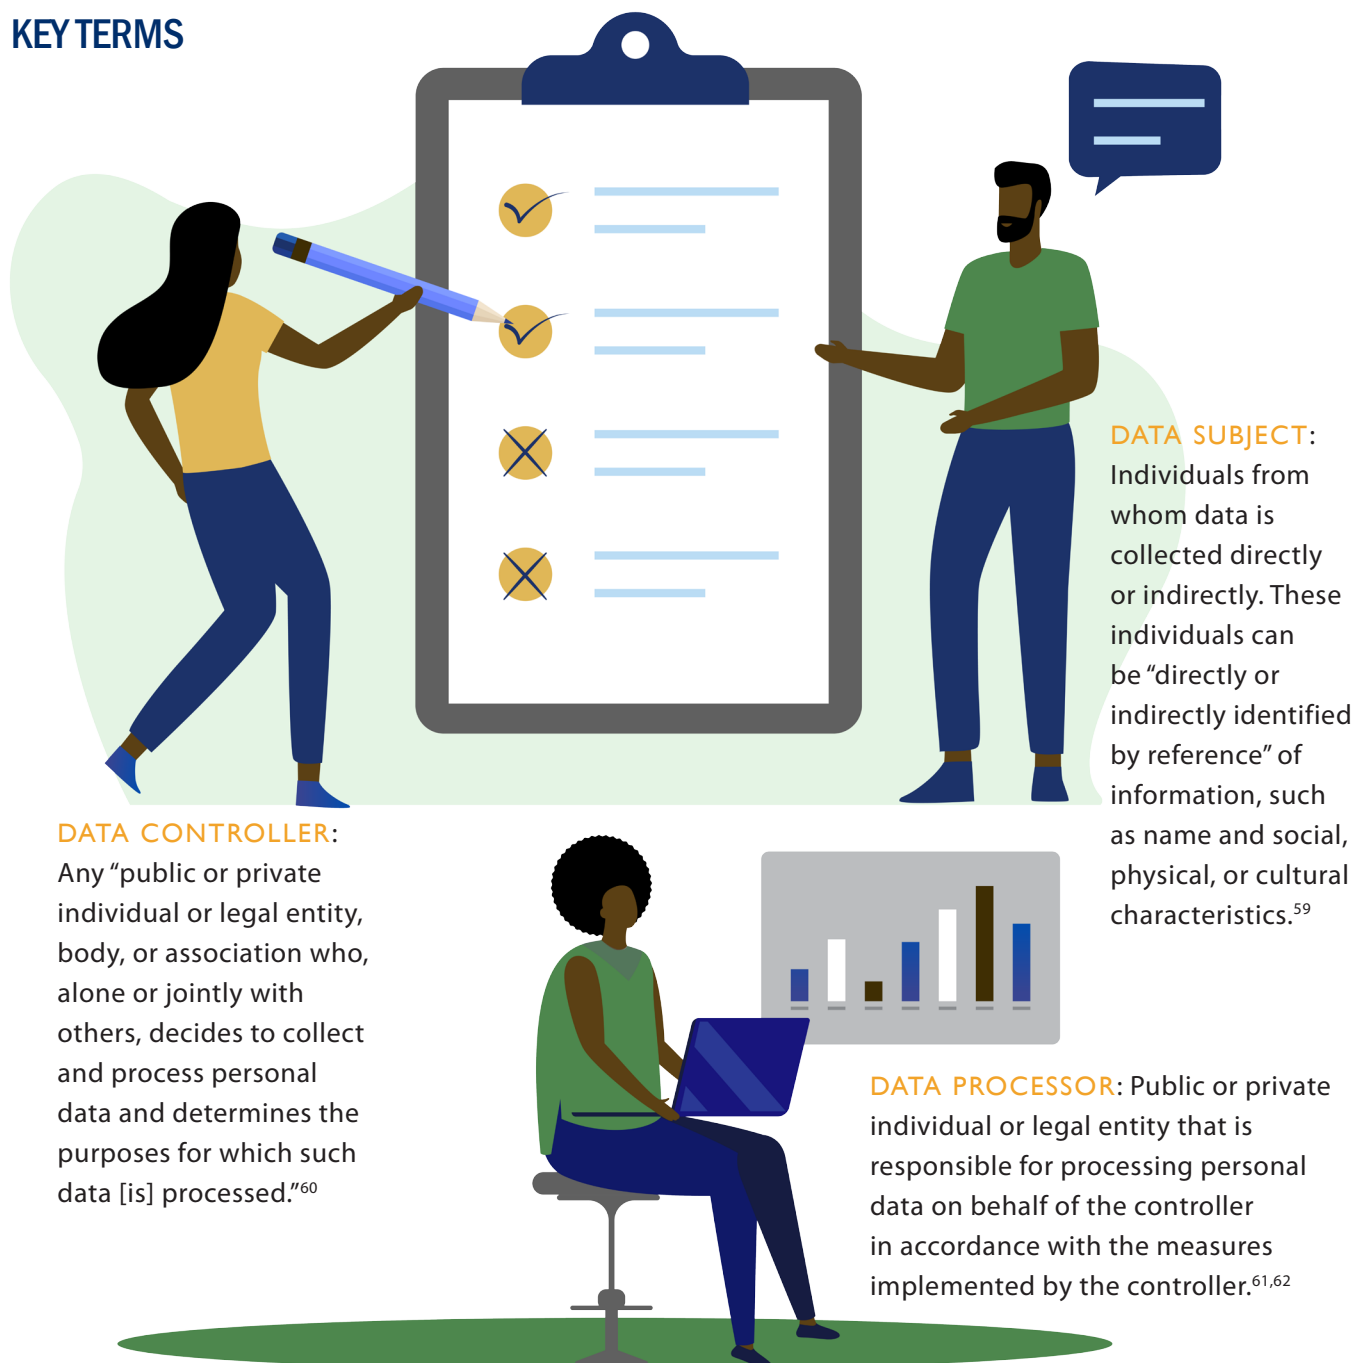 KEY TERMS
DATA SUBJECT:
Individuals from
whom data is
collected directly
or indirectly. These
individuals can
be “directly or
indirectly identified
by reference” of
information, such
as name and social,
physical, or cultural
characteristics.59
DATA CONTROLLER:
Any “public or private
individual or legal entity,
body, or association who,
alone or jointly with
others, decides to collect
and process personal
data and determines the
purposes for which such
data [is] processed.”60
DATA PROCESSOR: Public or private
individual or legal entity that is
responsible for processing personal
data on behalf of the controller
in accordance with the measures
implemented by the controller.61,62